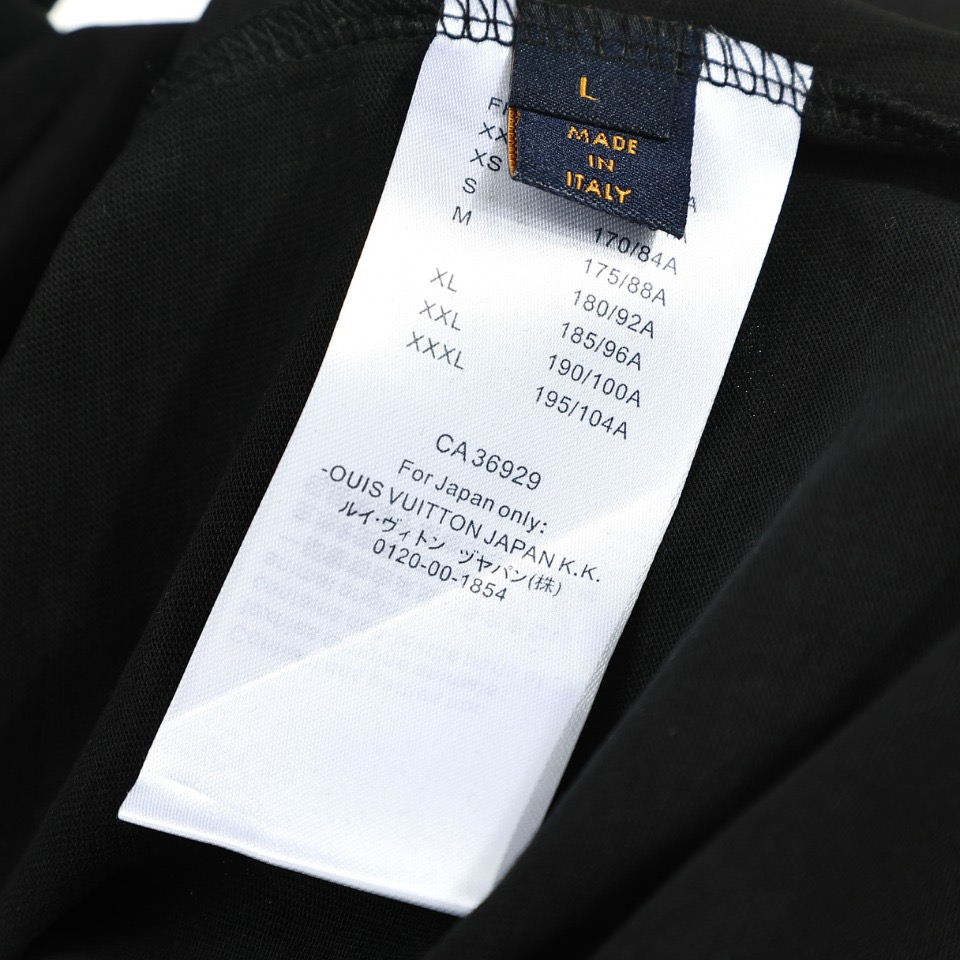 L
MADE
IN
ITALY
XS
S
M 170/84A
175/88A
XL 180/92A
XXL 185/96A
XXXL 190/100A
195/104A
CA 36929
For Japan only:
-OUIS VUITTON JAPAN K.K.
ルイ・ヴィトン ヅヤパン(株)
0120-00-1854